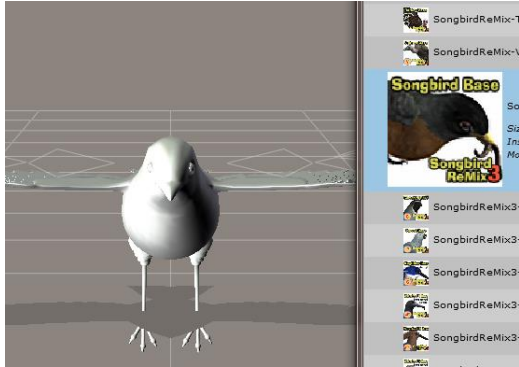 SongbirdReMix-T
SongbirdReMix-V
Songbird Base
So
Siz
Ins
Mo
Songbird
ReMix3
SongbirdReMix3-
SongbirdReMix3-
SongbirdReMix3-
SongbirdReMix3-
SongbirdReMix3-